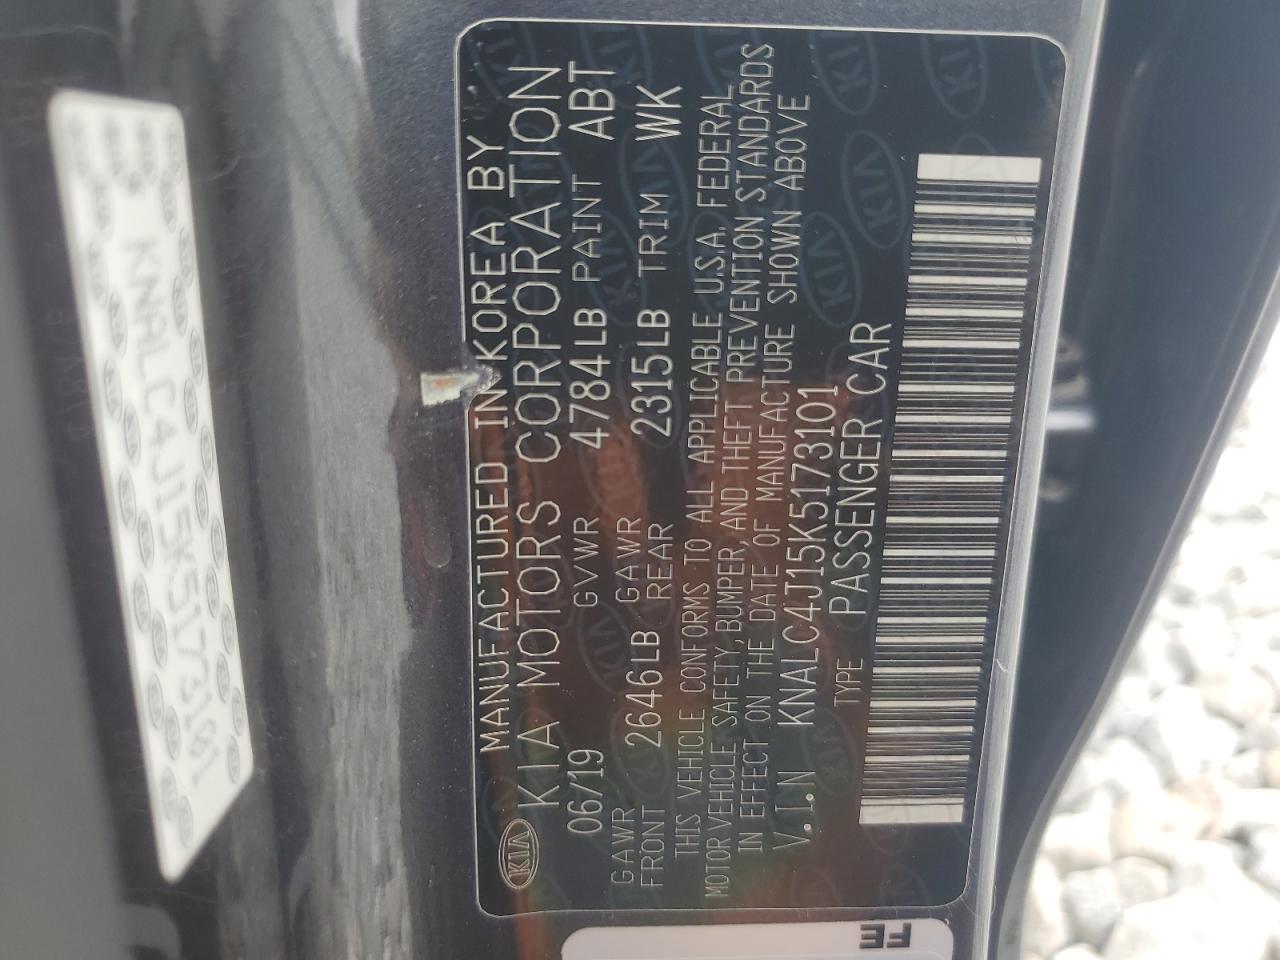 KNALC4J15K5173101
MANUFACTURED IN KOREA BY
KIA KIA MOTORS CORPORATION
06/19 GVWR 4784LB PAINT ABT
GAWR FRONT 2646LB GAWR REAR 2315LB TRIM WK
THIS VEHICLE CONFORMS TO ALL APPLICABLE U.S.A. FEDERAL
MOTOR VEHICLE SAFETY, BUMPER, AND THEFT PREVENTION STANDARDS
IN EFFECT ON THE DATE OF MANUFACTURE SHOWN ABOVE
V.I.N KNALC4J15K5173101
TYPE PASSENGER CAR
FE